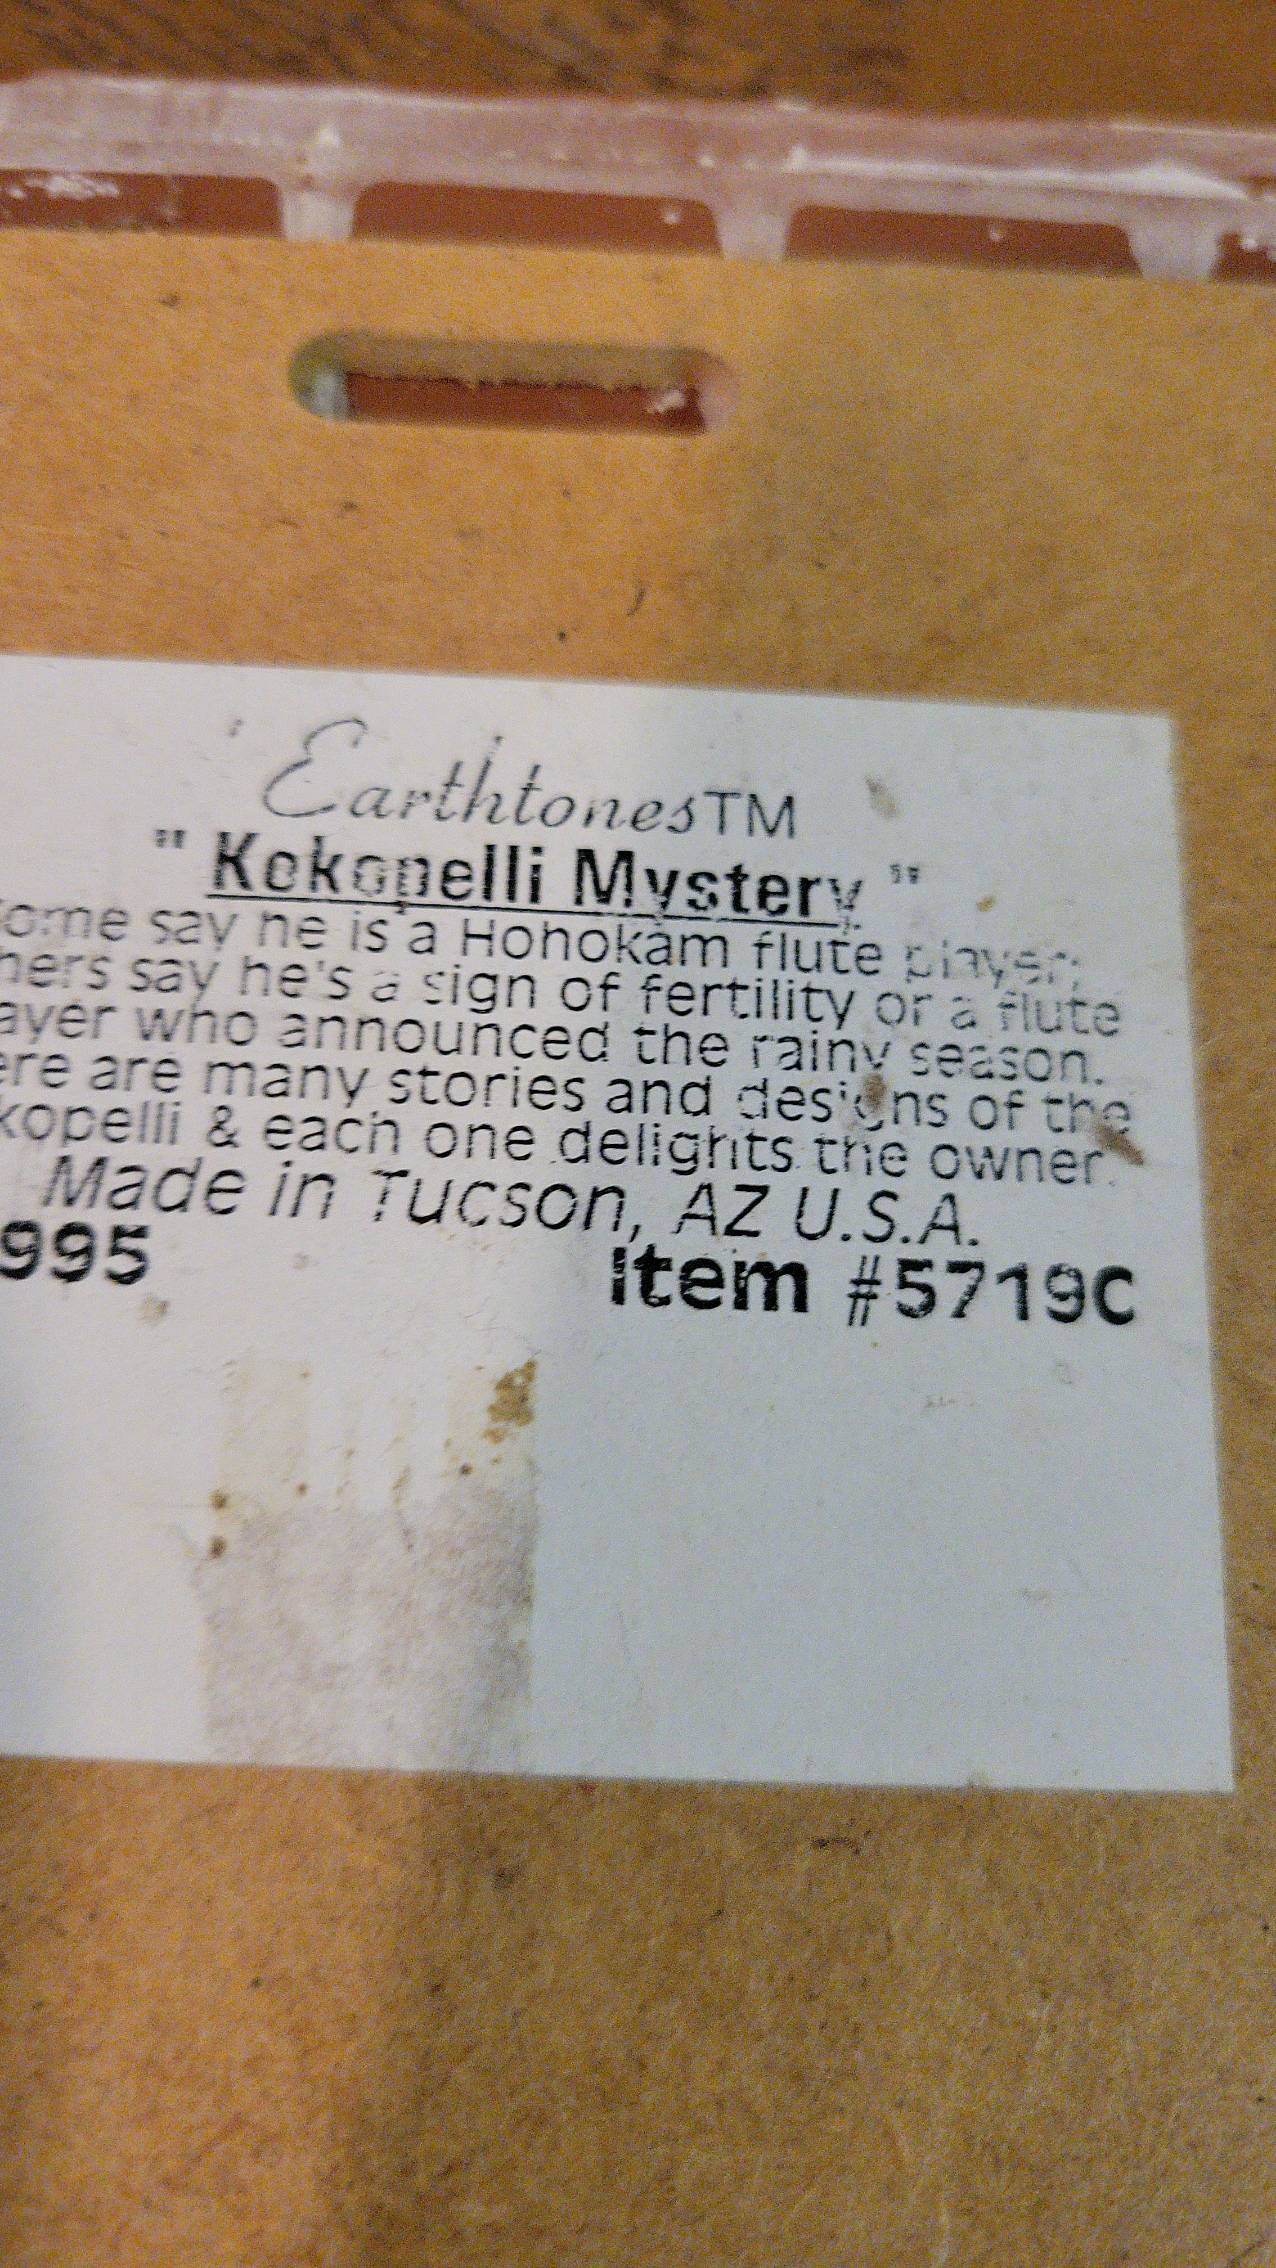 Earthtones™
" Kokopelli Mystery "
ome say he is a Hohokam flute player;
hers say he's a sign of fertility or a flute
ayer who announced the rainy season.
ere are many stories and designs of the
kopelli & each one delights the owner.
Made in Tucson, AZ U.S.A.
995 Item #5719C